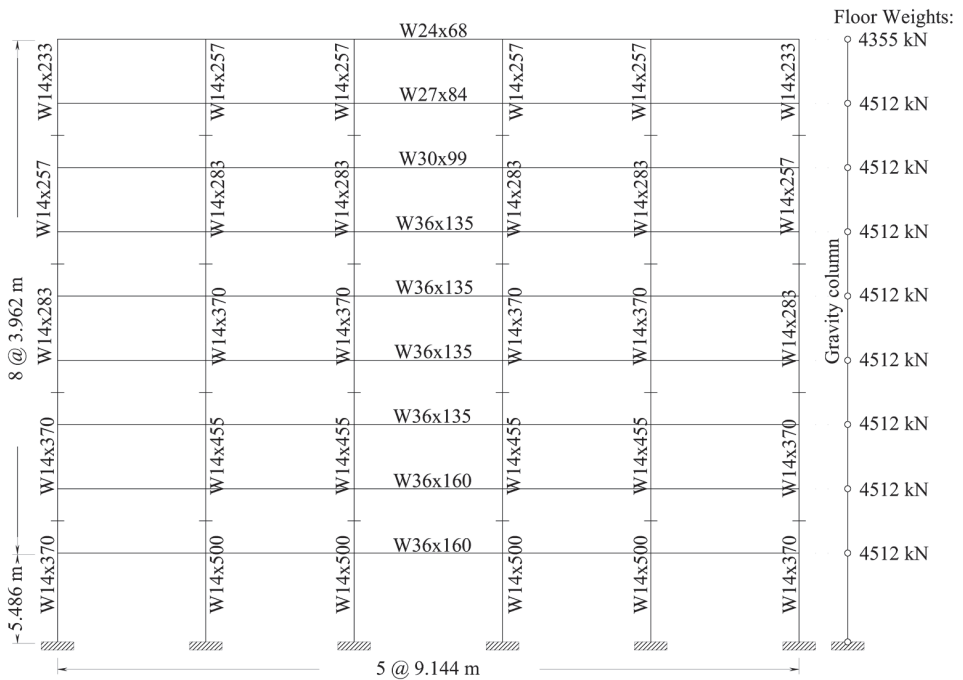 Floor Weights:
W24x68
4355 kN
W14x233
W14x257
W14x257
W14x257
W14x257
W14x233
W27x84
4512 kN
W30x99
4512 kN
W14x257
W14x283
W14x283
W14x283
W14x283
W14x257
W36x135
4512 kN
8 @ 3.962 m
Gravity column
W36x135
4512 kN
W14x283
W14x370
W14x370
W14x370
W14x370
W14x283
W36x135
4512 kN
W36x135
4512 kN
W14x370
W14x455
W14x455
W14x455
W14x455
W14x370
W36x160
4512 kN
W36x160
4512 kN
5.486 m
W14x370
W14x500
W14x500
W14x500
W14x500
W14x370
5 @ 9.144 m